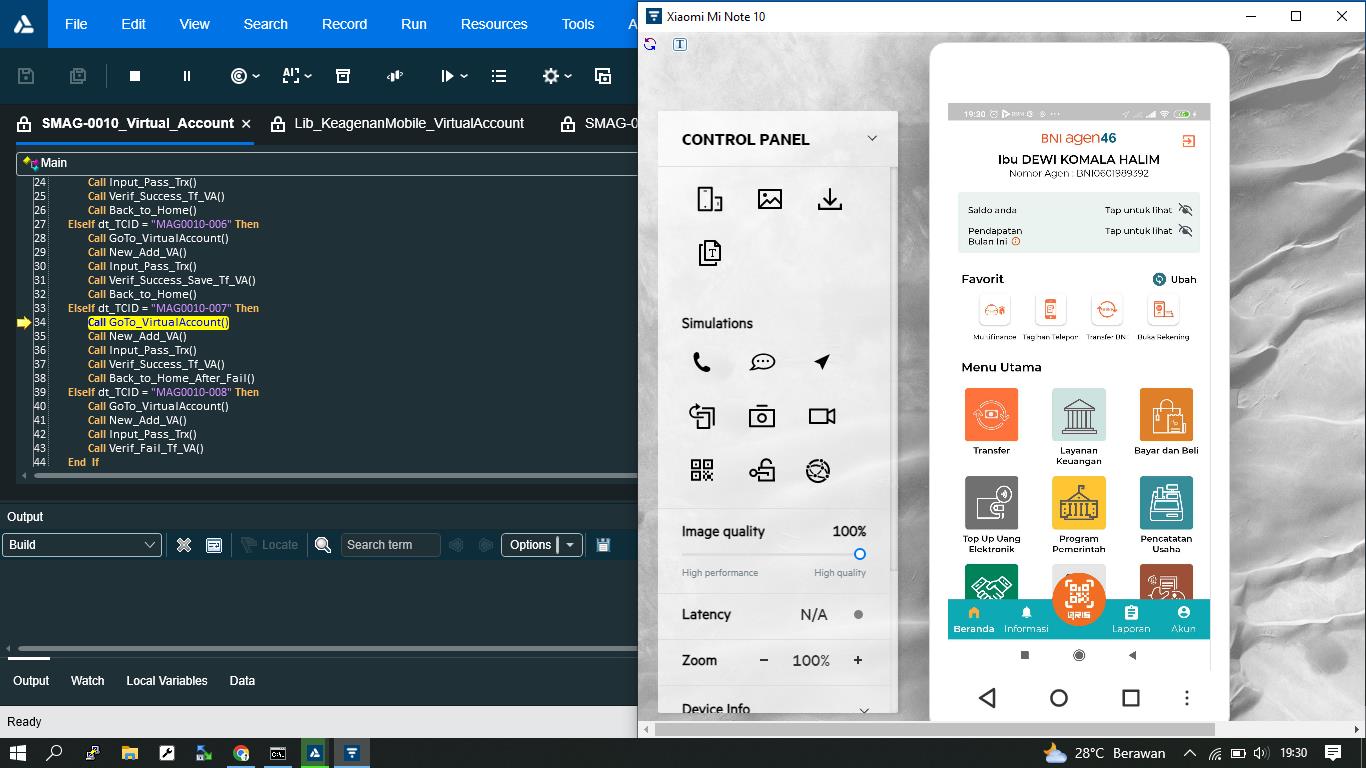 File Edit View Search Record Run Resources Tools A
SMAG-0010_Virtual_Account
Lib_KeagenanMobile_VirtualAccount
SMAG-0
Main
24 Call Input_Pass_Trx()
25 Call Verif_Success_Tf_VA()
26 Call Back_to_Home()
27 ElseIf dt_TCID = "MAG0010-006" Then
28 Call GoTo_VirtualAccount()
29 Call New_Add_VA()
30 Call Input_Pass_Trx()
31 Call Verif_Success_Save_Tf_VA()
32 Call Back_to_Home()
33 ElseIf dt_TCID = "MAG0010-007" Then
34 Call GoTo_VirtualAccount()
35 Call New_Add_VA()
36 Call Input_Pass_Trx()
37 Call Verif_Success_Tf_VA()
38 Call Back_to_Home_After_Fail()
39 ElseIf dt_TCID = "MAG0010-008" Then
40 Call GoTo_VirtualAccount()
41 Call New_Add_VA()
42 Call Input_Pass_Trx()
43 Call Verif_Fail_Tf_VA()
44 End If
Output
Build
Locate
Search term
Options
Output Watch Local Variables Data
Ready
Xiaomi Mi Note 10
CONTROL PANEL
Simulations
Image quality 100%
High performance High quality
Latency N/A
Zoom − 100% +
Device Info
19:30
BNI agen46
Ibu DEWI KOMALA HALIM
Nomor Agen : BNI0601989392
Saldo anda Tap untuk lihat
Pendapatan Tap untuk lihat
Bulan Ini
Favorit Ubah
Multifinance Tagihan Telepon Transfer BNI Buka Rekening
Menu Utama
Transfer Layanan Bayar dan Beli
Keuangan
Top Up Uang Program Pencatatan
Elektronik Pemerintah Usaha
QRIS
Beranda Informasi Laporan Akun
28°C Berawan 19:30